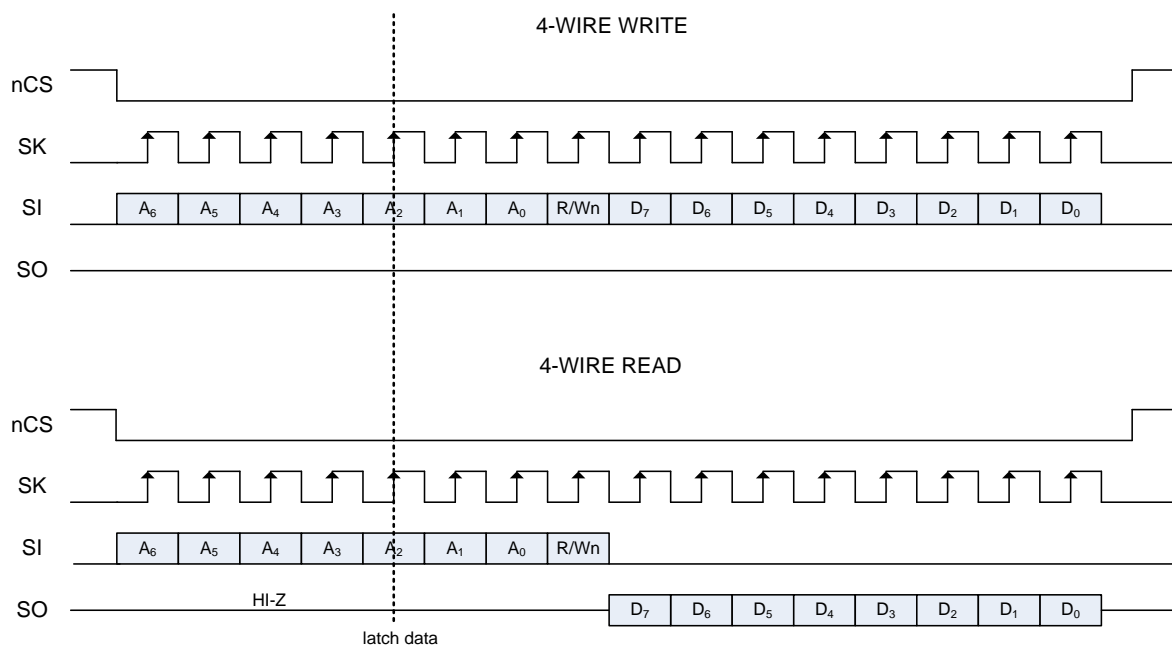 4-WIRE WRITE
nCS
SK
SI A₆ A₅ A₄ A₃ A₂ A₁ A₀ R/Wn D₇ D₆ D₅ D₄ D₃ D₂ D₁ D₀
SO
4-WIRE READ
nCS
SK
SI A₆ A₅ A₄ A₃ A₂ A₁ A₀ R/Wn
SO HI-Z D₇ D₆ D₅ D₄ D₃ D₂ D₁ D₀
latch data